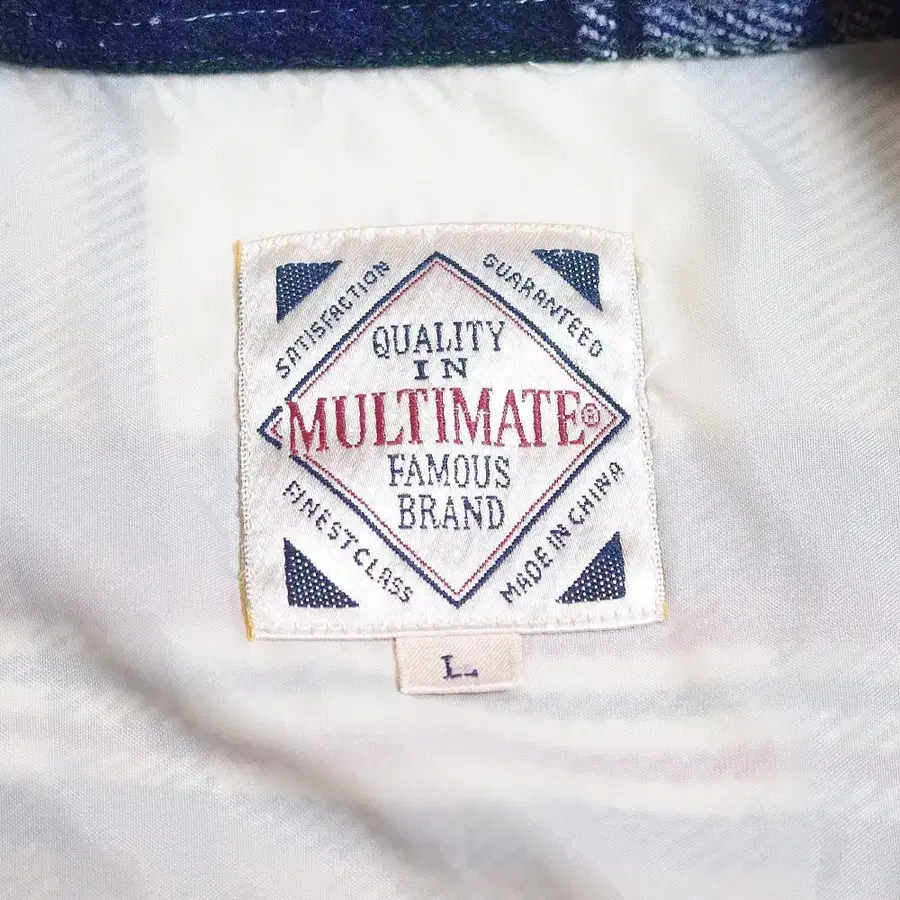 SATISFACTION
GUARANTEED
QUALITY
IN
MULTIMATE®
FAMOUS
BRAND
FINEST CLASS
MADE IN CHINA
L